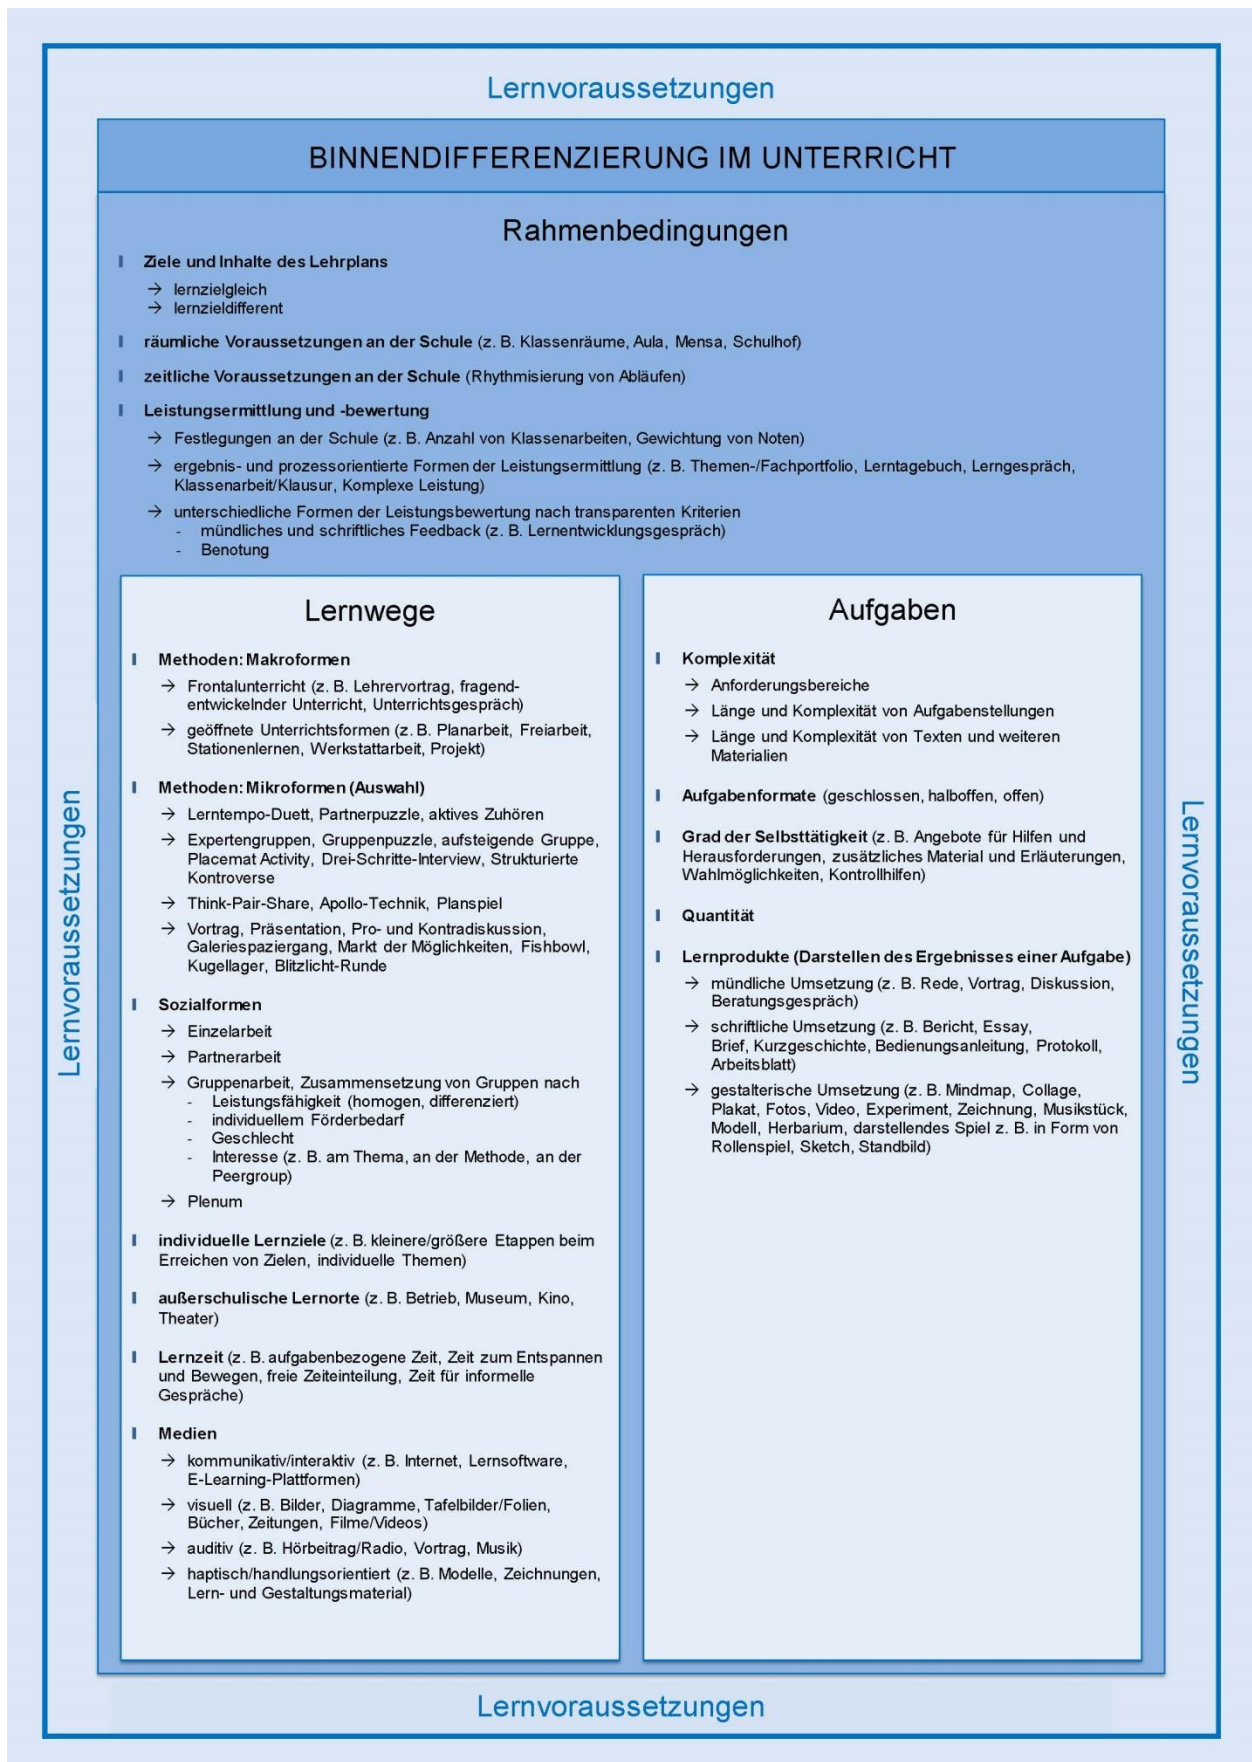 Lernvoraussetzungen
BINNENDIFFERENZIERUNG IM UNTERRICHT
Rahmenbedingungen
Ziele und Inhalte des Lehrplans
→ lernzielgleich
→ lernzieldifferent
räumliche Voraussetzungen an der Schule (z. B. Klassenräume, Aula, Mensa, Schulhof)
zeitliche Voraussetzungen an der Schule (Rhythmisierung von Abläufen)
Leistungsermittlung und -bewertung
→ Festlegungen an der Schule (z. B. Anzahl von Klassenarbeiten, Gewichtung von Noten)
→ ergebnis- und prozessorientierte Formen der Leistungsermittlung (z. B. Themen-/Fachportfolio, Lerntagebuch, Lerngespräch,
Klassenarbeit/Klausur, Komplexe Leistung)
→ unterschiedliche Formen der Leistungsbewertung nach transparenten Kriterien
- mündliches und schriftliches Feedback (z. B. Lernentwicklungsgespräch)
- Benotung
Lernwege
Methoden: Makroformen
→ Frontalunterricht (z. B. Lehrervortrag, fragend-
entwickelnder Unterricht, Unterrichtsgespräch)
→ geöffnete Unterrichtsformen (z. B. Planarbeit, Freiarbeit,
Stationenlernen, Werkstattarbeit, Projekt)
Methoden: Mikroformen (Auswahl)
→ Lerntempo-Duett, Partnerpuzzle, aktives Zuhören
→ Expertengruppen, Gruppenpuzzle, aufsteigende Gruppe,
Placemat Activity, Drei-Schritte-Interview, Strukturierte
Kontroverse
→ Think-Pair-Share, Apollo-Technik, Planspiel
→ Vortrag, Präsentation, Pro- und Kontradiskussion,
Galeriespaziergang, Markt der Möglichkeiten, Fishbowl,
Kugellager, Blitzlicht-Runde
Sozialformen
→ Einzelarbeit
→ Partnerarbeit
→ Gruppenarbeit, Zusammensetzung von Gruppen nach
- Leistungsfähigkeit (homogen, differenziert)
- individuellem Förderbedarf
- Geschlecht
- Interesse (z. B. am Thema, an der Methode, an der
Peergroup)
→ Plenum
individuelle Lernziele (z. B. kleinere/größere Etappen beim
Erreichen von Zielen, individuelle Themen)
außerschulische Lernorte (z. B. Betrieb, Museum, Kino,
Theater)
Lernzeit (z. B. aufgabenbezogene Zeit, Zeit zum Entspannen
und Bewegen, freie Zeiteinteilung, Zeit für informelle
Gespräche)
Medien
→ kommunikativ/interaktiv (z. B. Internet, Lernsoftware,
E-Learning-Plattformen)
→ visuell (z. B. Bilder, Diagramme, Tafelbilder/Folien,
Bücher, Zeitungen, Filme/Videos)
→ auditiv (z. B. Hörbeitrag/Radio, Vortrag, Musik)
→ haptisch/handlungsorientiert (z. B. Modelle, Zeichnungen,
Lern- und Gestaltungsmaterial)
Aufgaben
Komplexität
→ Anforderungsbereiche
→ Länge und Komplexität von Aufgabenstellungen
→ Länge und Komplexität von Texten und weiteren
Materialien
Aufgabenformate (geschlossen, halboffen, offen)
Grad der Selbsttätigkeit (z. B. Angebote für Hilfen und
Herausforderungen, zusätzliches Material und Erläuterungen,
Wahlmöglichkeiten, Kontrollhilfen)
Quantität
Lernprodukte (Darstellen des Ergebnisses einer Aufgabe)
→ mündliche Umsetzung (z. B. Rede, Vortrag, Diskussion,
Beratungsgespräch)
→ schriftliche Umsetzung (z. B. Bericht, Essay,
Brief, Kurzgeschichte, Bedienungsanleitung, Protokoll,
Arbeitsblatt)
→ gestalterische Umsetzung (z. B. Mindmap, Collage,
Plakat, Fotos, Video, Experiment, Zeichnung, Musikstück,
Modell, Herbarium, darstellendes Spiel z. B. in Form von
Rollenspiel, Sketch, Standbild)
Lernvoraussetzungen
Lernvoraussetzungen
Lernvoraussetzungen